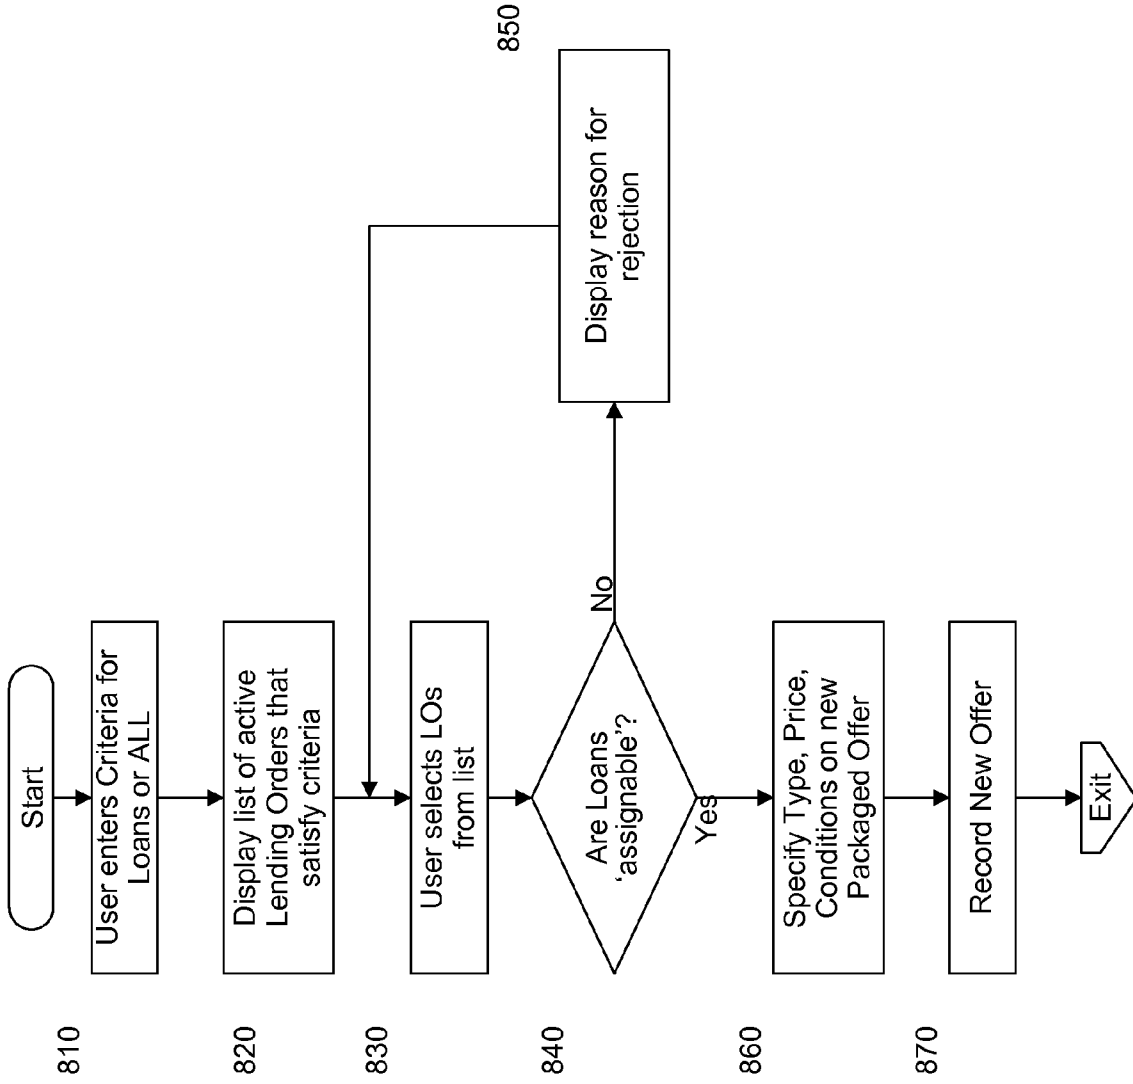 Start
810
User enters Criteria for
Loans or ALL
820
Display list of active
Lending Orders that
satisfy criteria
830
User selects LOs
from list
840
Are Loans
‘assignable’?
No
Yes
850
Display reason for
rejection
860
Specify Type, Price,
Conditions on new
Packaged Offer
870
Record New Offer
Exit